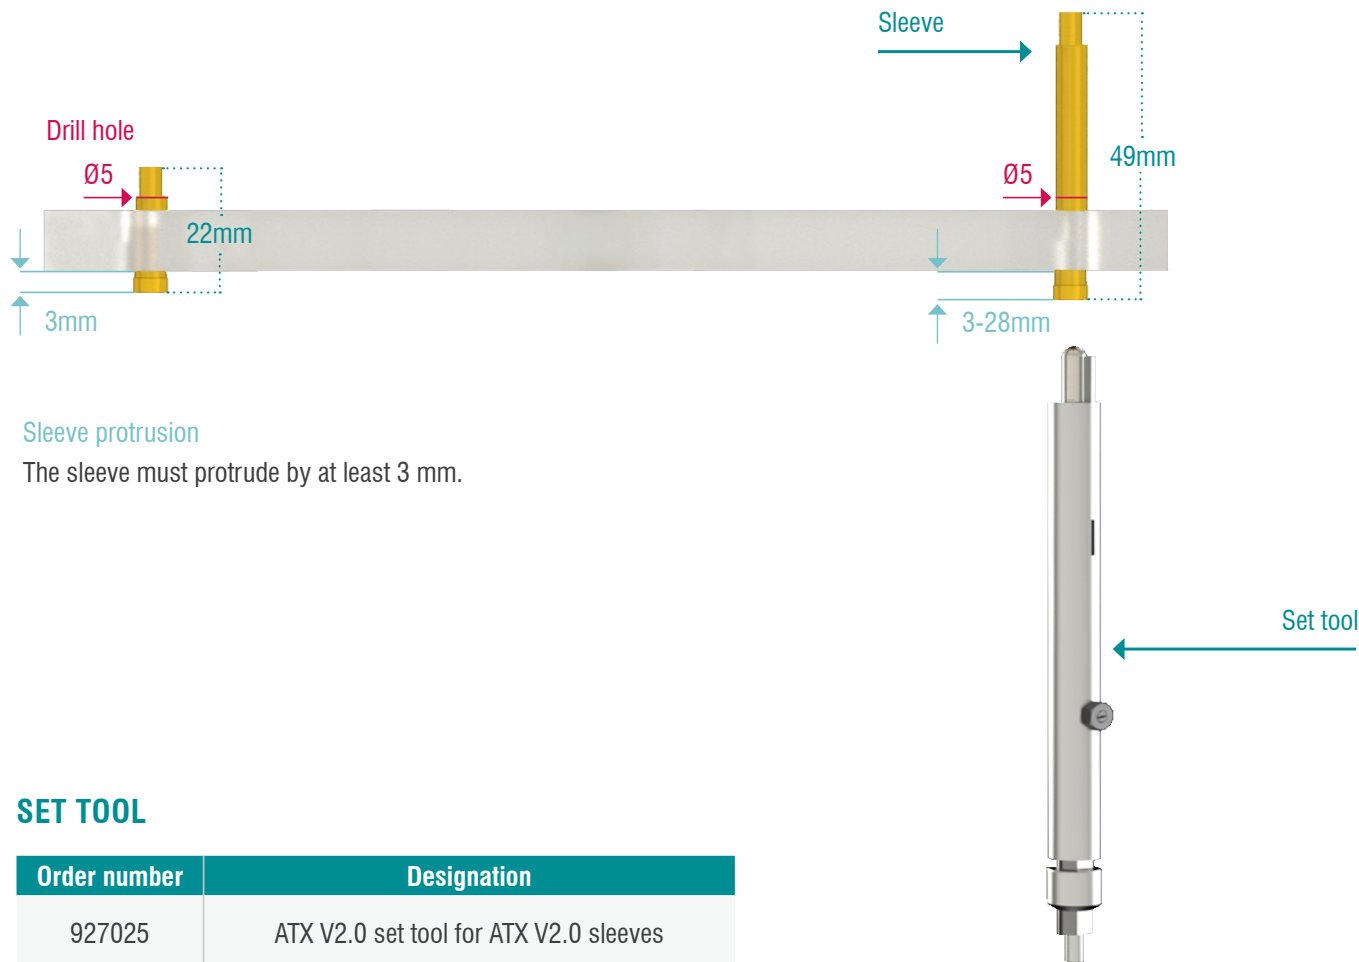 Sleeve
Drill hole
Ø5
Ø5
49mm
22mm
3mm
3-28mm
Sleeve protrusion
The sleeve must protrude by at least 3 mm.
Set tool
SET TOOL
Order number Designation
927025 ATX V2.0 set tool for ATX V2.0 sleeves